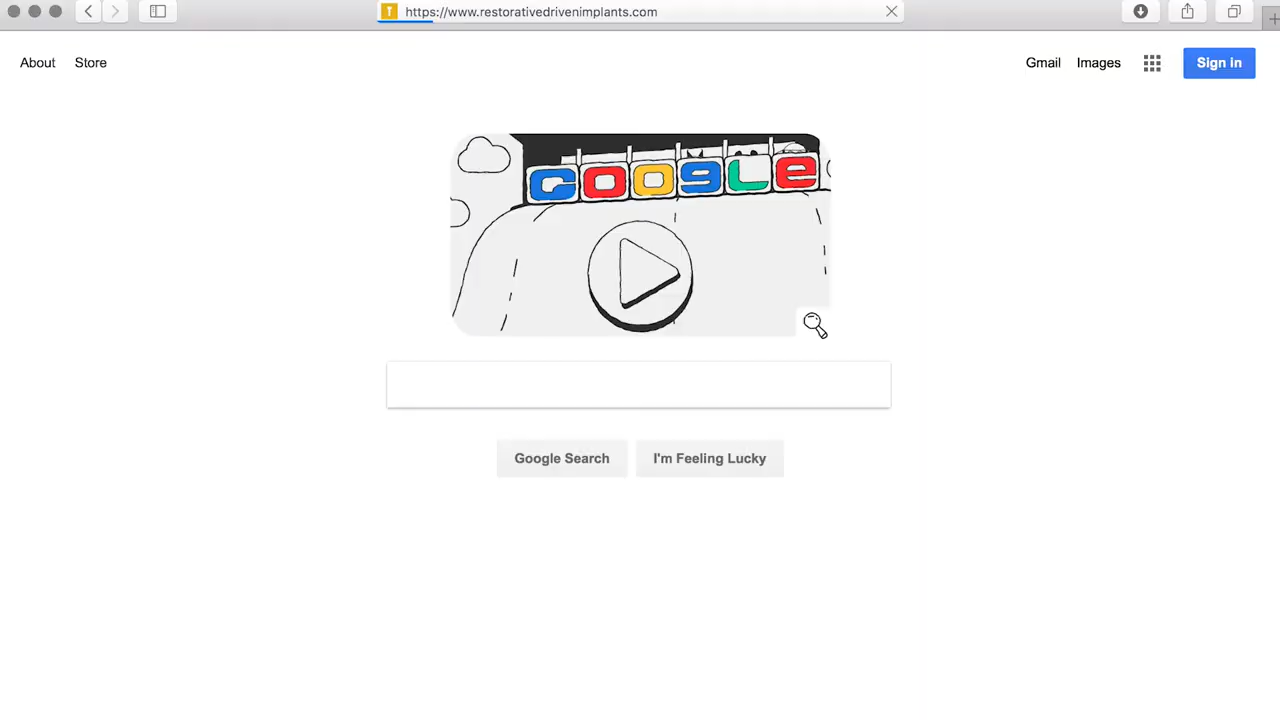 https://www.restorativedrivenimplants.com
About Store
Gmail Images Sign in
GOOGLE
Google Search I'm Feeling Lucky